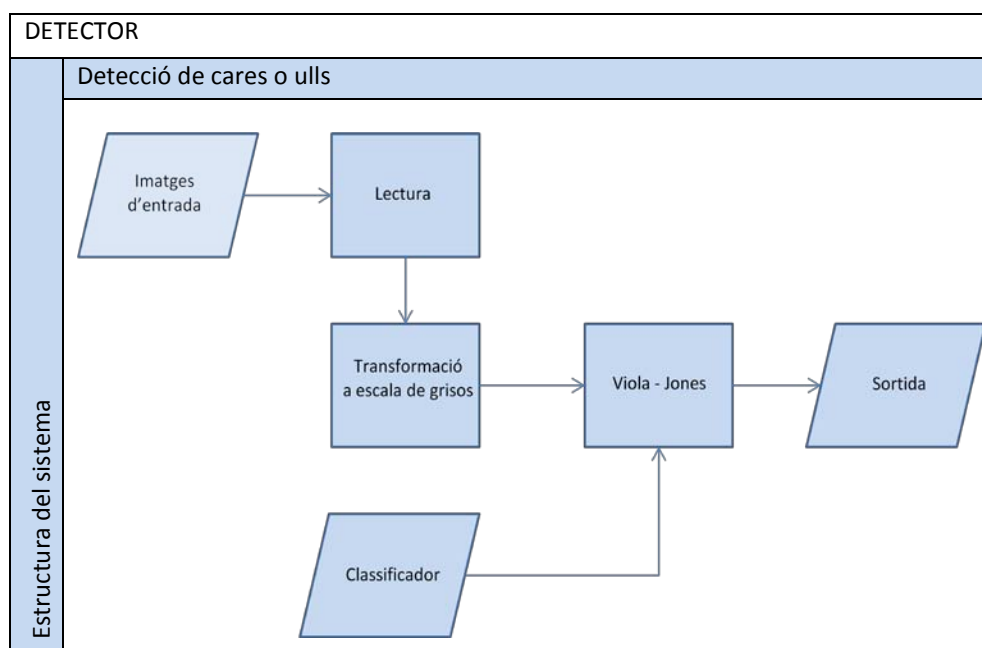 DETECTOR
Detecció de cares o ulls
Estructura del sistema
Imatges
d’entrada
Lectura
Transformació
a escala de grisos
Viola - Jones
Sortida
Classificador